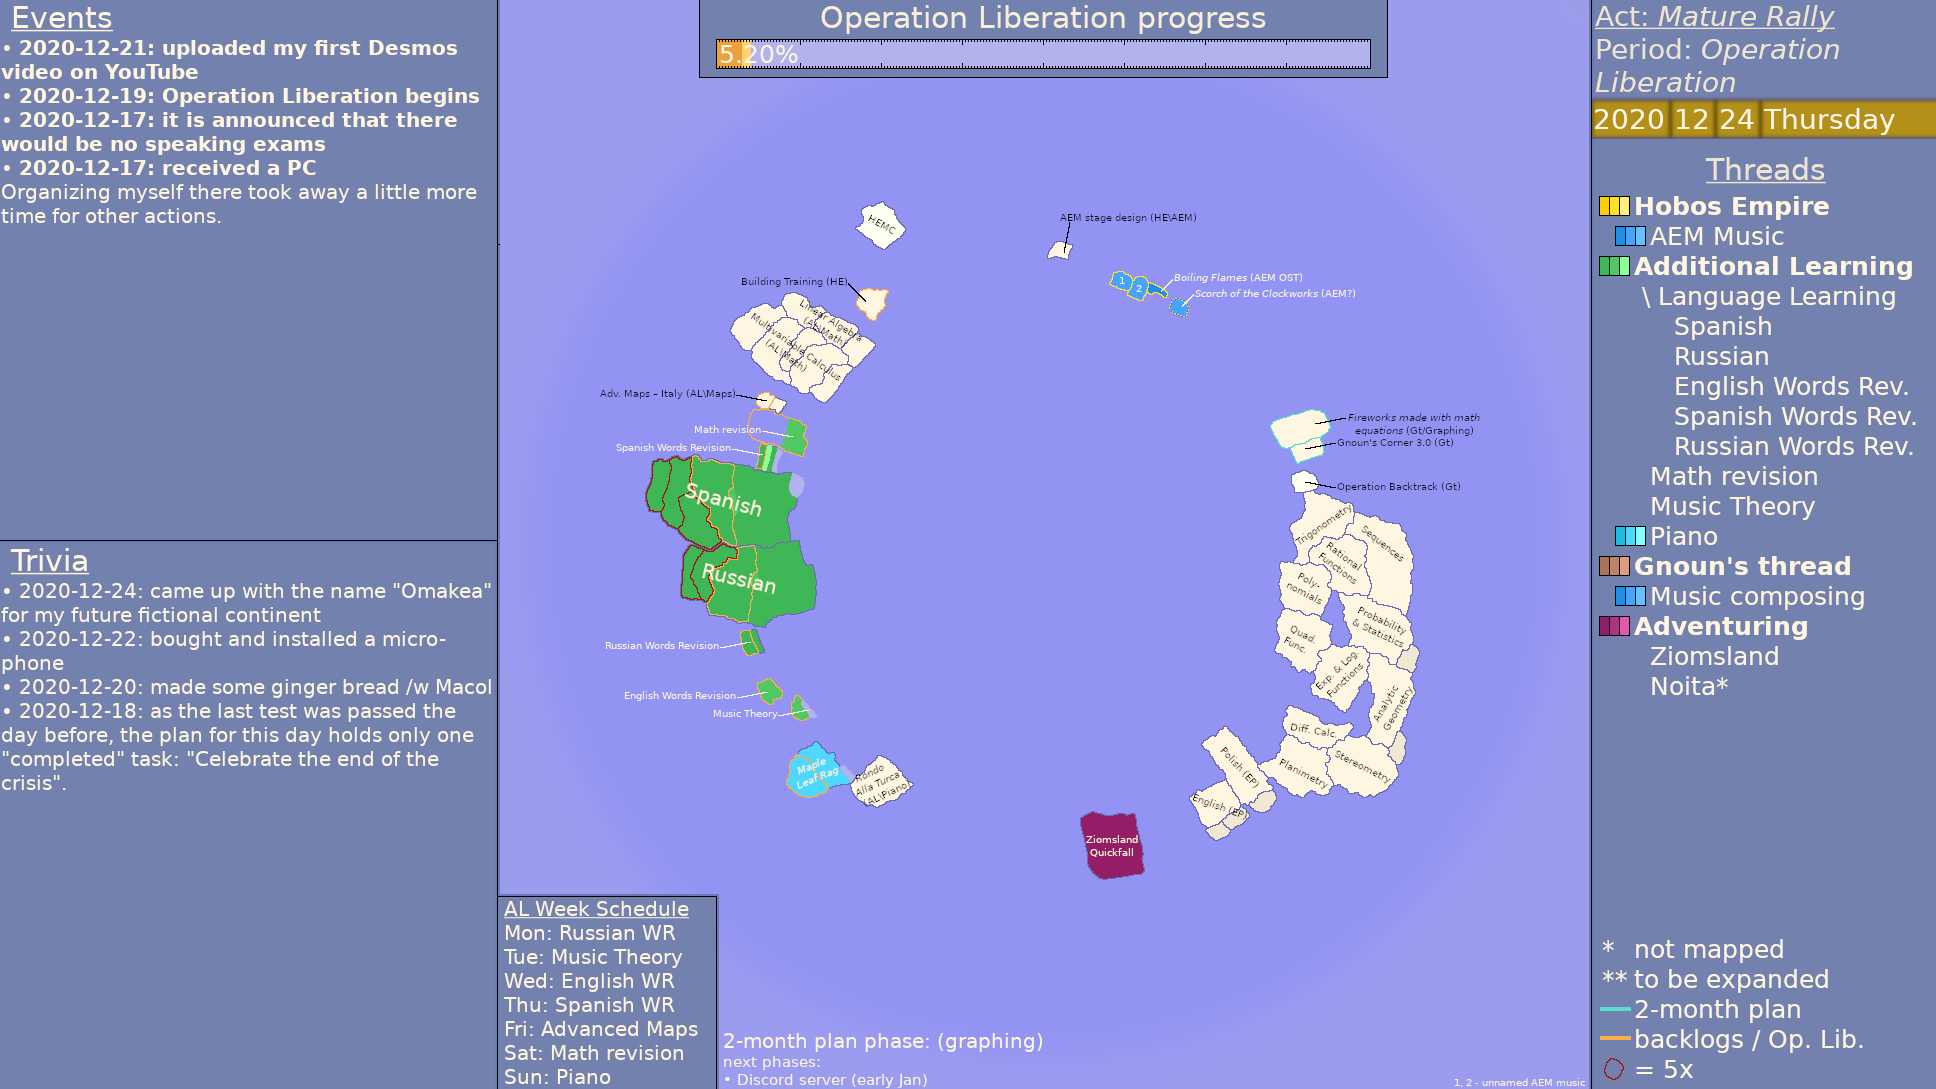 Events
• 2020-12-21: uploaded my first Desmos
video on YouTube
• 2020-12-19: Operation Liberation begins
• 2020-12-17: it is announced that there
would be no speaking exams
• 2020-12-17: received a PC
Organizing myself there took away a little more
time for other actions.
Trivia
• 2020-12-24: came up with the name "Omakea"
for my future fictional continent
• 2020-12-22: bought and installed a micro-
phone
• 2020-12-20: made some ginger bread /w Macol
• 2020-12-18: as the last test was passed the
day before, the plan for this day holds only one
"completed" task: "Celebrate the end of the
crisis".
Operation Liberation progress
5.20%
HEMC
AEM stage design (HE\AEM)
Building Training (HE)
1
2
Boiling Flames (AEM OST)
Scorch of the Clockworks (AEM?)
Linear Algebra
(AL\Math)
Multivariable Calculus
(AL\Math)
Adv. Maps – Italy (AL\Maps)
Math revision
Spanish Words Revision
Spanish
Russian
Russian Words Revision
English Words Revision
Music Theory
Maple
Leaf Rag
Rondo
Alla Turca
(AL\Piano)
Fireworks made with math
equations (Gt/Graphing)
Gnoun's Corner 3.0 (Gt)
Operation Backtrack (Gt)
Trigonometry
Sequences
Rational
Functions
Poly-
nomials
Probability
& Statistics
Quad.
Func.
Exp. & Log.
Functions
Analytic
Geometry
Diff. Calc.
Planimetry
Stereometry
Polish (EP)
English (EP)
Ziomsland
Quickfall
AL Week Schedule
Mon: Russian WR
Tue: Music Theory
Wed: English WR
Thu: Spanish WR
Fri: Advanced Maps
Sat: Math revision
Sun: Piano
2-month plan phase: (graphing)
next phases:
• Discord server (early Jan)
1, 2 - unnamed AEM music
Act: Mature Rally
Period: Operation
Liberation
2020 12 24 Thursday
Threads
Hobos Empire
AEM Music
Additional Learning
\ Language Learning
Spanish
Russian
English Words Rev.
Spanish Words Rev.
Russian Words Rev.
Math revision
Music Theory
Piano
Gnoun's thread
Music composing
Adventuring
Ziomsland
Noita*
* not mapped
** to be expanded
2-month plan
backlogs / Op. Lib.
= 5x